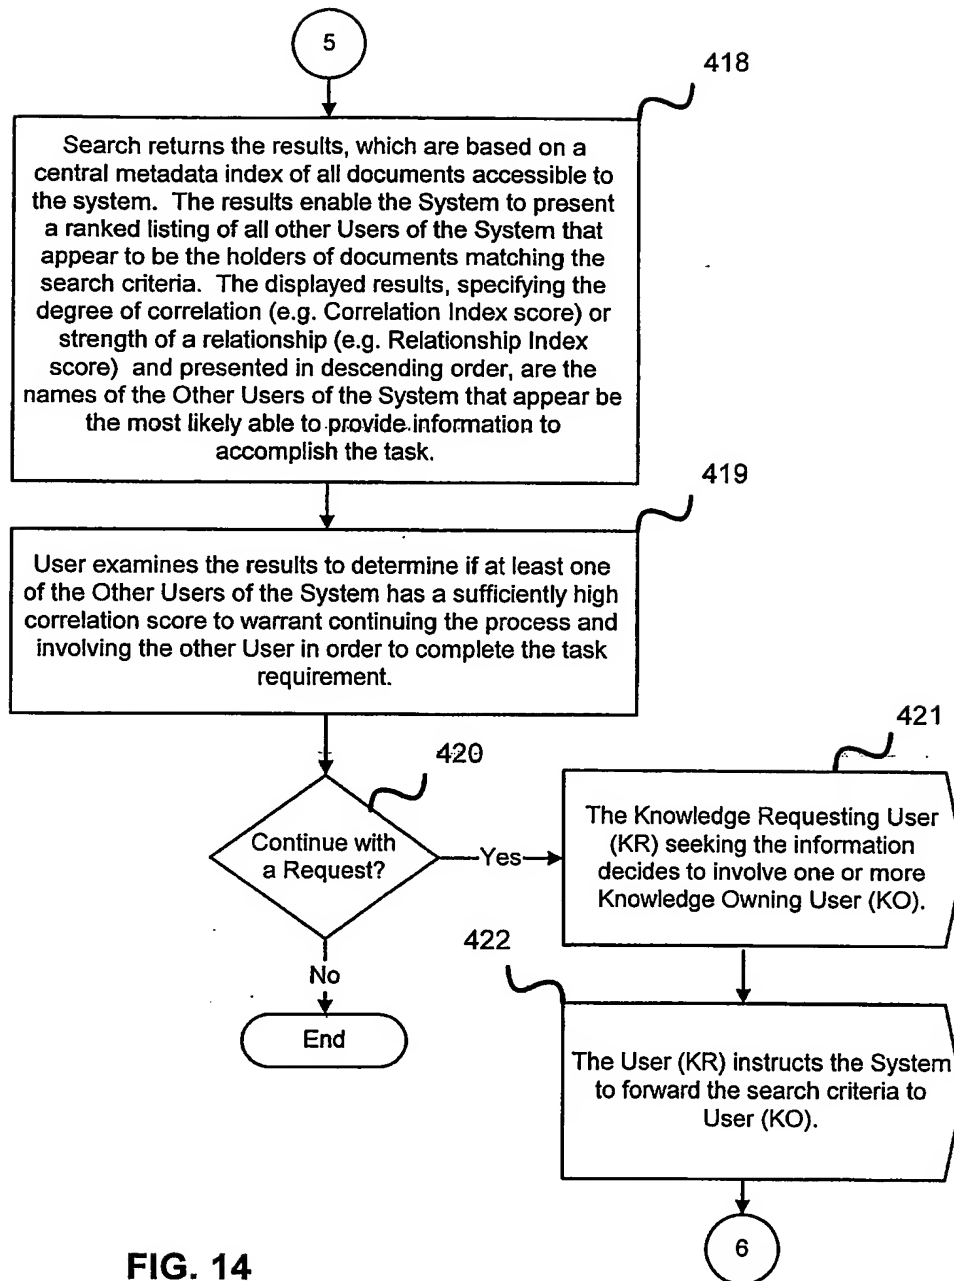 5
418
Search returns the results, which are based on a
central metadata index of all documents accessible to
the system. The results enable the System to present
a ranked listing of all other Users of the System that
appear to be the holders of documents matching the
search criteria. The displayed results, specifying the
degree of correlation (e.g. Correlation Index score) or
strength of a relationship (e.g. Relationship Index
score) and presented in descending order, are the
names of the Other Users of the System that appear be
the most likely able to provide information to
accomplish the task.
419
User examines the results to determine if at least one
of the Other Users of the System has a sufficiently high
correlation score to warrant continuing the process and
involving the other User in order to complete the task
requirement.
420
Continue with
a Request?
Yes
No
End
421
The Knowledge Requesting User
(KR) seeking the information
decides to involve one or more
Knowledge Owning User (KO).
422
The User (KR) instructs the System
to forward the search criteria to
User (KO).
6
FIG. 14